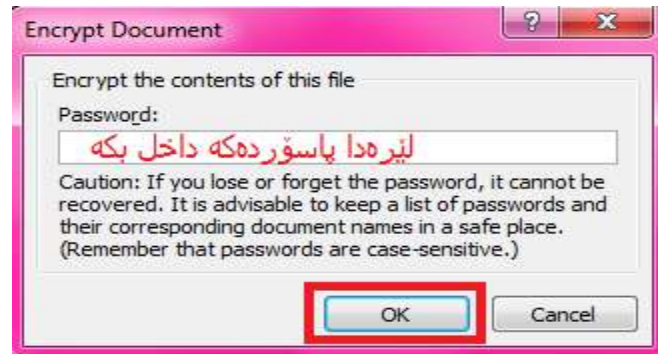 Encrypt Document
Encrypt the contents of this file
Password:
لێرەدا پاسۆردەکە داخل بکە
Caution: If you lose or forget the password, it cannot be
recovered. It is advisable to keep a list of passwords and
their corresponding document names in a safe place.
(Remember that passwords are case-sensitive.)
OK Cancel